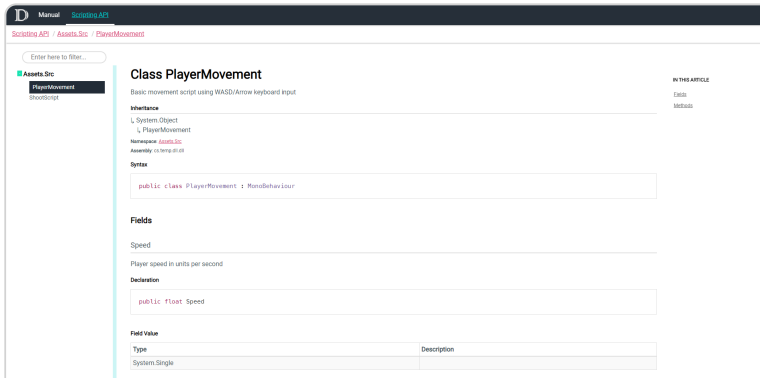 Manual Scripting API
Scripting API / Assets.Src / PlayerMovement
Enter here to filter...
Assets.Src
PlayerMovement
ShootScript
Class PlayerMovement
Basic movement script using WASD/Arrow keyboard input
Inheritance
↳ System.Object
↳ PlayerMovement
Namespace: Assets.Src
Assembly: cs.temp.dll.dll
Syntax
public class PlayerMovement : MonoBehaviour
Fields
Speed
Player speed in units per second
Declaration
public float Speed
Field Value
Type Description
System.Single
IN THIS ARTICLE
Fields
Methods